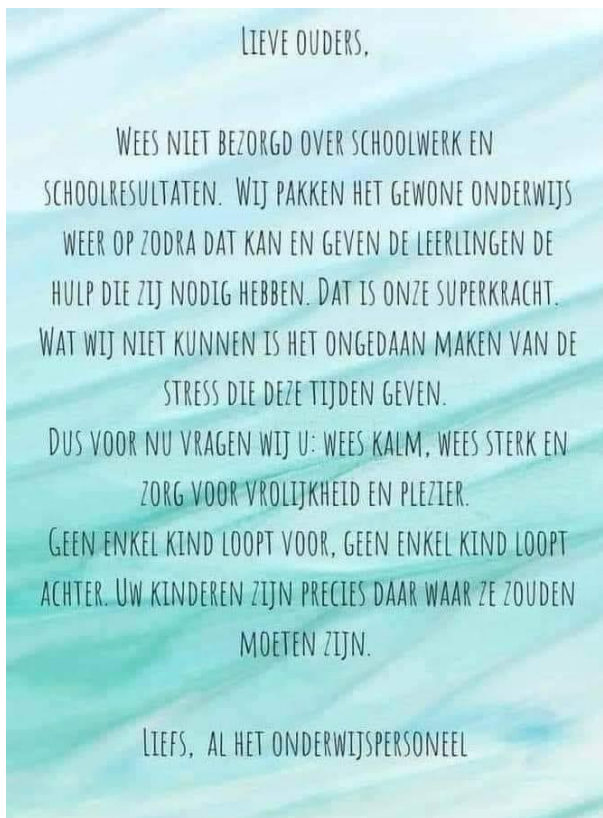 LIEVE OUDERS,
WEES NIET BEZORGD OVER SCHOOLWERK EN
SCHOOLRESULTATEN. WIJ PAKKEN HET GEWONE ONDERWIJS
WEER OP ZODRA DAT KAN EN GEVEN DE LEERLINGEN DE
HULP DIE ZIJ NODIG HEBBEN. DAT IS ONZE SUPERKRACHT.
WAT WIJ NIET KUNNEN IS HET ONGEDAAN MAKEN VAN DE
STRESS DIE DEZE TIJDEN GEVEN.
DUS VOOR NU VRAGEN WIJ U: WEES KALM, WEES STERK EN
ZORG VOOR VROLIJKHEID EN PLEZIER.
GEEN ENKEL KIND LOOPT VOOR, GEEN ENKEL KIND LOOPT
ACHTER. UW KINDEREN ZIJN PRECIES DAAR WAAR ZE ZOUDEN
MOETEN ZIJN.
LIEFS, AL HET ONDERWIJSPERSONEEL